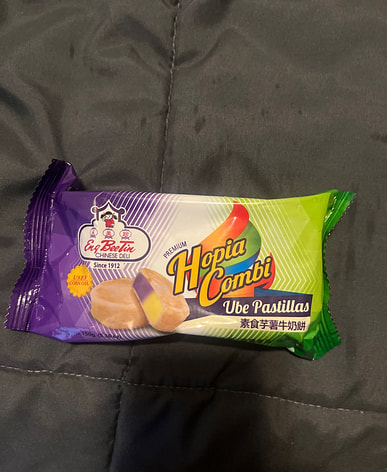 Eng Bee Tin
CHINESE DELI
Since 1912
PREMIUM
Hopia
Combi
Ube Pastillas
素食芋薯牛奶餅